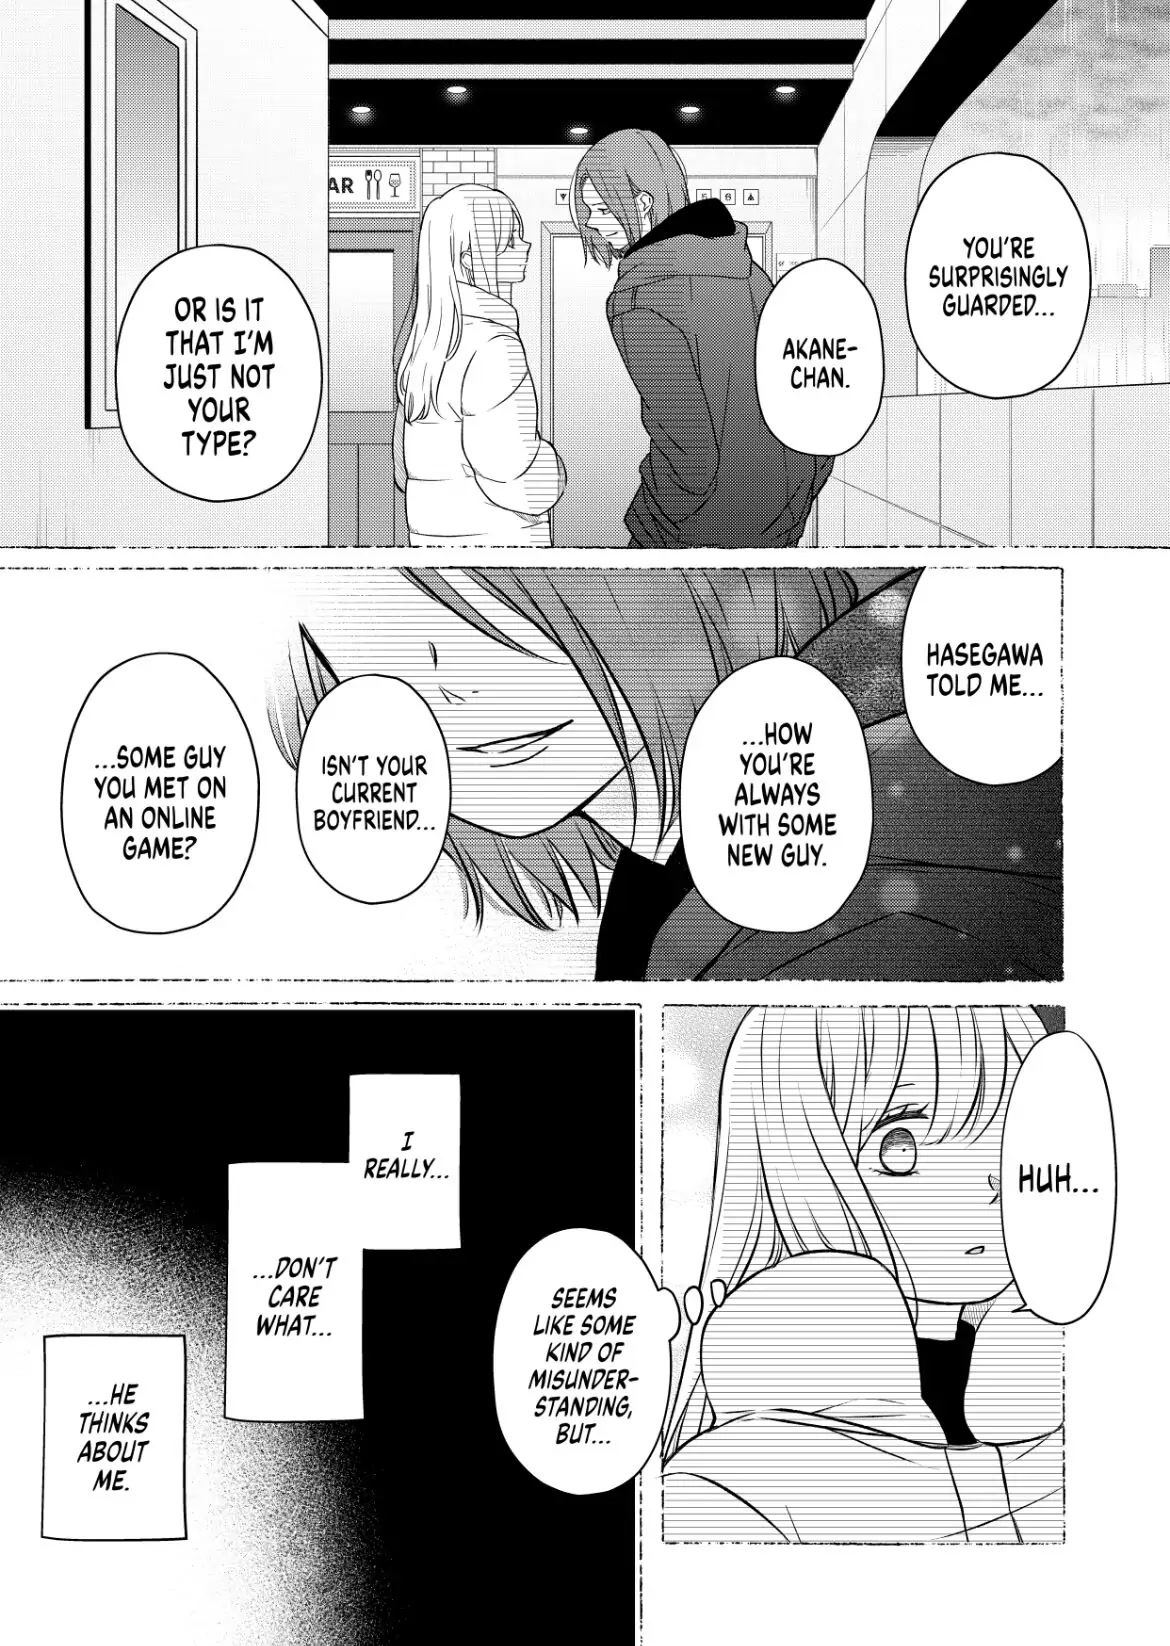 YOU'RE
SURPRISINGLY
GUARDED...
AKANE-
CHAN.
OR IS IT
THAT I'M
JUST NOT
YOUR
TYPE?
AR
HASEGAWA
TOLD ME...
...HOW
YOU'RE
ALWAYS
WITH SOME
NEW GUY.
ISN'T YOUR
CURRENT
BOYFRIEND...
...SOME GUY
YOU MET ON
AN ONLINE
GAME?
HUH...
SEEMS
LIKE SOME
KIND OF
MISUNDER-
STANDING,
BUT...
I
REALLY...
...DON'T
CARE
WHAT...
...HE
THINKS
ABOUT
ME.